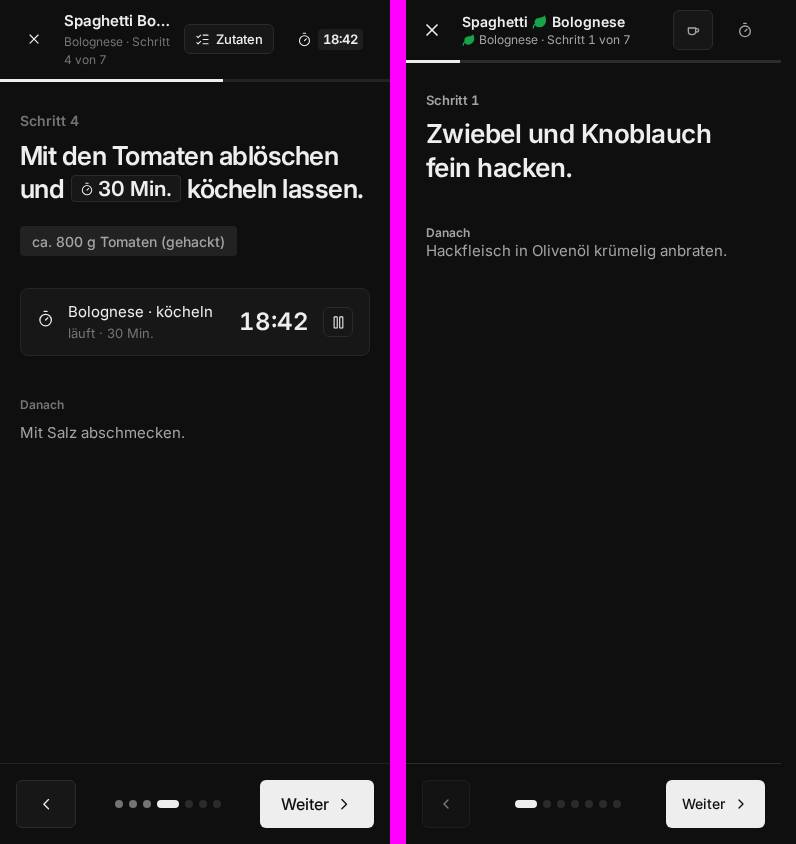 Spaghetti Bo...
Bolognese · Schritt
4 von 7
Zutaten
18:42
Schritt 4
Mit den Tomaten ablöschen
und 30 Min. köcheln lassen.
ca. 800 g Tomaten (gehackt)
Bolognese · köcheln
läuft · 30 Min.
18:42
Danach
Mit Salz abschmecken.
Weiter
Spaghetti Bolognese
Bolognese · Schritt 1 von 7
Schritt 1
Zwiebel und Knoblauch
fein hacken.
Danach
Hackfleisch in Olivenöl krümelig anbraten.
Weiter